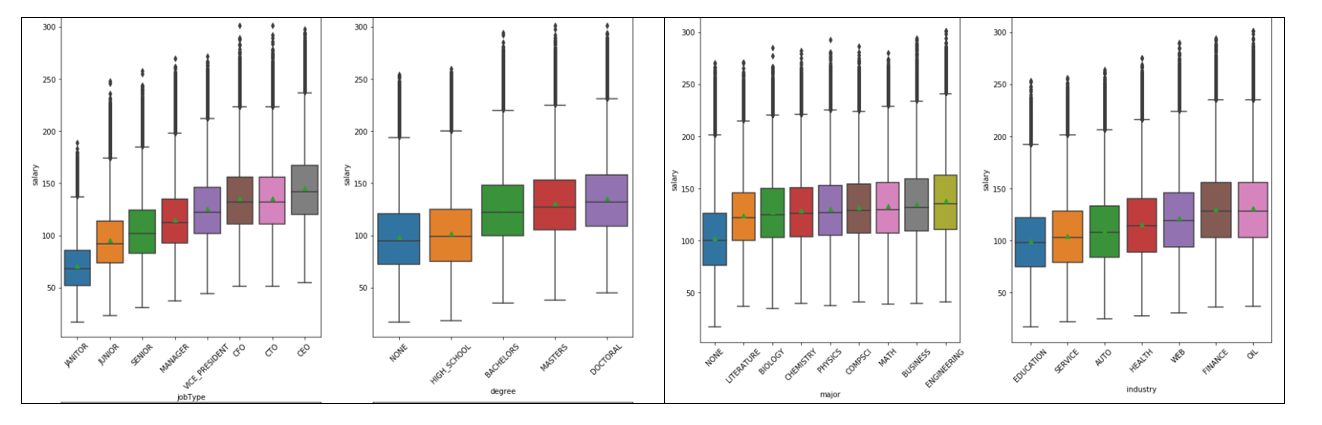 300
250
200
150
100
50
salary
JANITOR
JUNIOR
SENIOR
MANAGER
VICE_PRESIDENT
CFO
CTO
CEO
jobType
300
250
200
150
100
50
salary
NONE
HIGH_SCHOOL
BACHELORS
MASTERS
DOCTORAL
degree
300
250
200
150
100
50
salary
NONE
LITERATURE
BIOLOGY
CHEMISTRY
PHYSICS
COMPSCI
MATH
BUSINESS
ENGINEERING
major
300
250
200
150
100
50
salary
EDUCATION
SERVICE
AUTO
HEALTH
WEB
FINANCE
OIL
industry